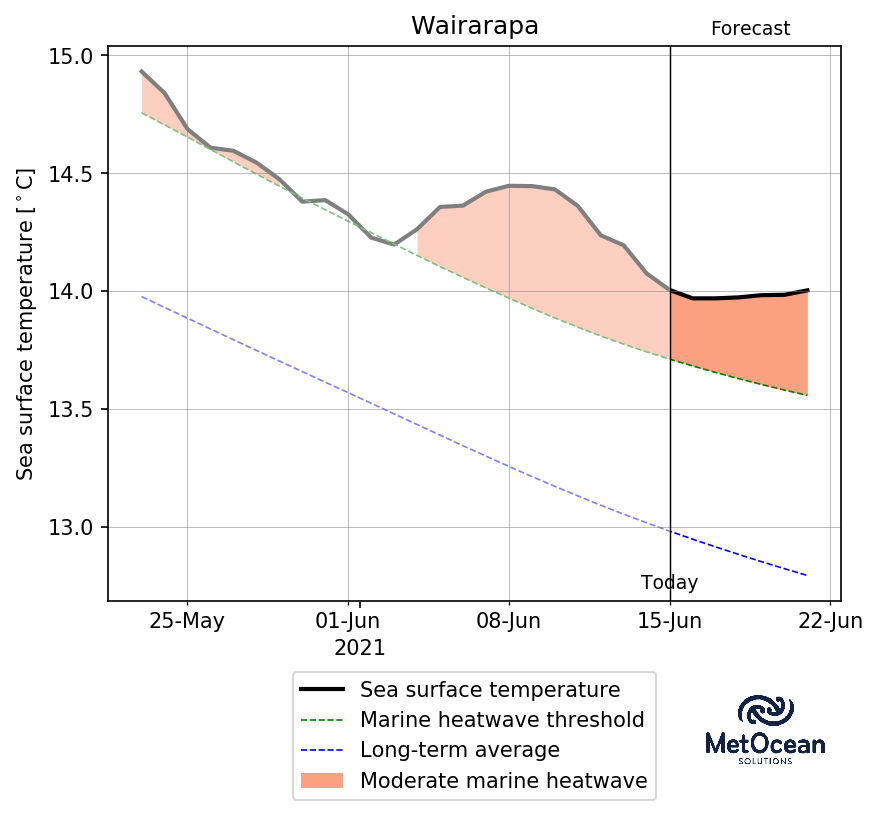 Wairarapa
Forecast
15.0
14.5
14.0
13.5
13.0
Sea surface temperature [°C]
Today
25-May
01-Jun
08-Jun
15-Jun
22-Jun
2021
Sea surface temperature
Marine heatwave threshold
Long-term average
Moderate marine heatwave
MetOcean
SOLUTIONS